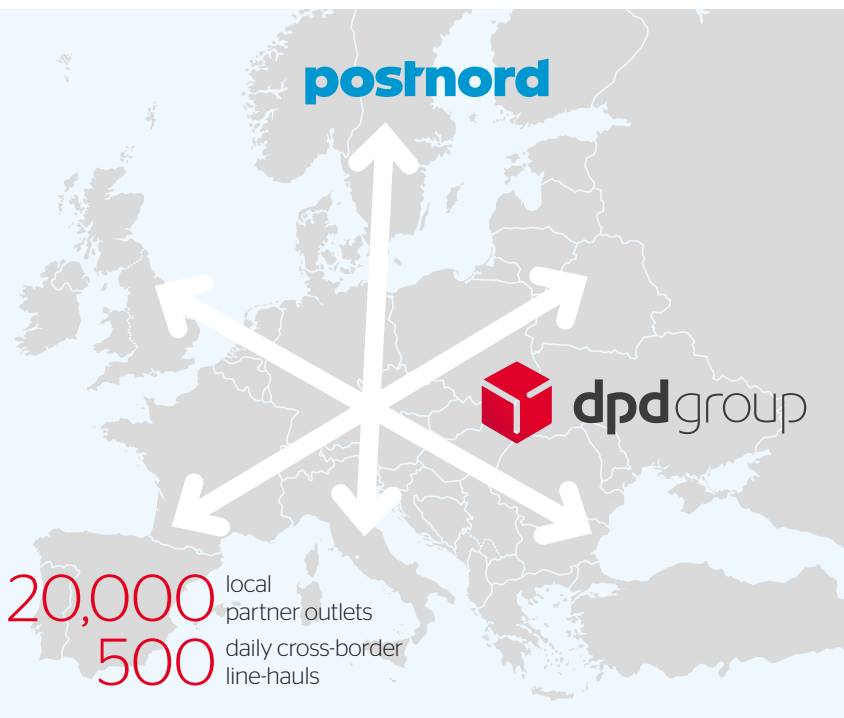 postnord
dpdgroup
20,000 local
partner outlets
500 daily cross-border
line-hauls